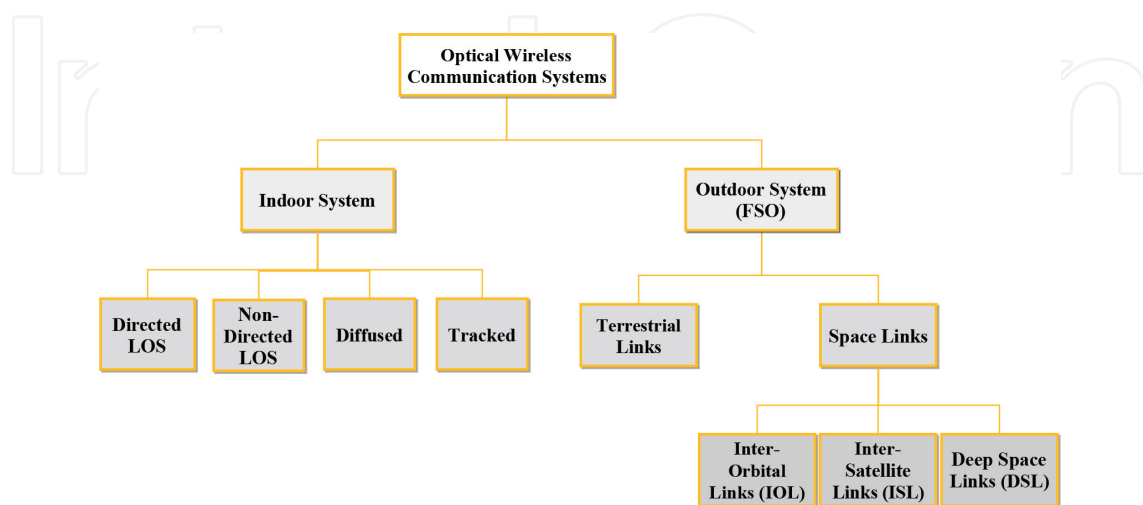 Optical Wireless
Communication Systems
Indoor System
Outdoor System
(FSO)
Directed
LOS
Non-
Directed
LOS
Diffused
Tracked
Terrestrial
Links
Space Links
Inter-
Orbital
Links (IOL)
Inter-
Satellite
Links (ISL)
Deep Space
Links (DSL)